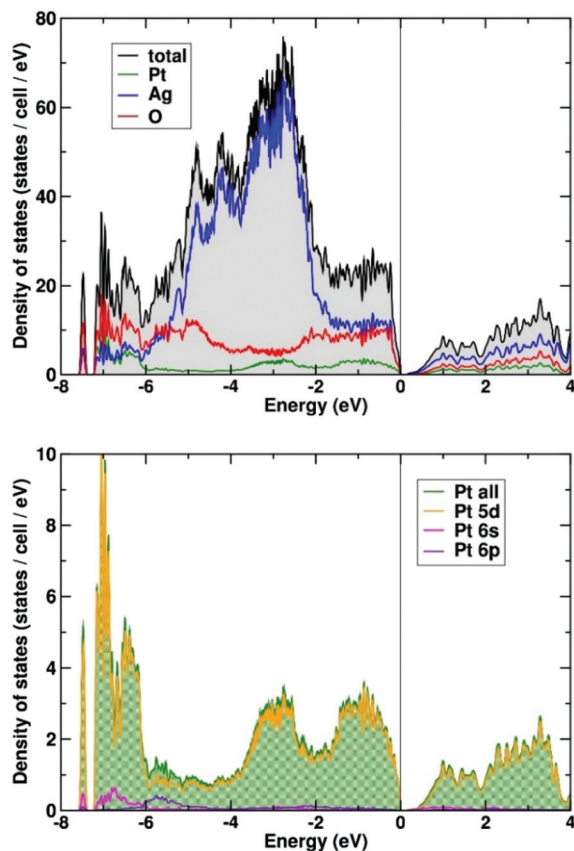 Density of states (states / cell / eV)
80
60
40
20
0
total
Pt
Ag
O
-8 -6 -4 -2 0 2 4
Energy (eV)
Density of states (states / cell / eV)
10
8
6
4
2
0
Pt all
Pt 5d
Pt 6s
Pt 6p
-8 -6 -4 -2 0 2 4
Energy (eV)